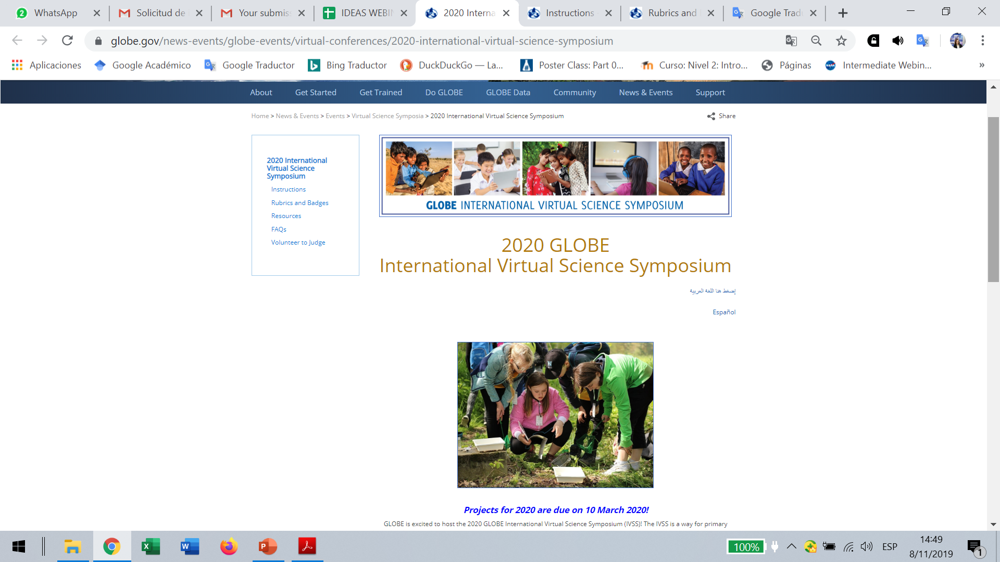 2
WhatsApp
Solicitud de
Your submiss
IDEAS WEBIN
2020 Interna
Instructions
Rubrics and
Google Tradu
globe.gov/news-events/globe-events/virtual-conferences/2020-international-virtual-science-symposium
Aplicaciones
Google Académico
Google Traductor
Bing Traductor
DuckDuckGo — La...
Poster Class: Part 0...
Curso: Nivel 2: Intro...
Páginas
Intermediate Webin...
»
About
Get Started
Get Trained
Do GLOBE
GLOBE Data
Community
News & Events
Support
Home > News & Events > Events > Virtual Science Symposia > 2020 International Virtual Science Symposium
Share
2020 International
Virtual Science
Symposium
Instructions
Rubrics and Badges
Resources
FAQs
Volunteer to Judge
GLOBE INTERNATIONAL VIRTUAL SCIENCE SYMPOSIUM
2020 GLOBE
International Virtual Science Symposium
إضغط هنا اللغة العربية
Español
Projects for 2020 are due on 10 March 2020!
GLOBE is excited to host the 2020 GLOBE International Virtual Science Symposium (IVSS)! The IVSS is a way for primary
100%
ESP
14:49
8/11/2019
1